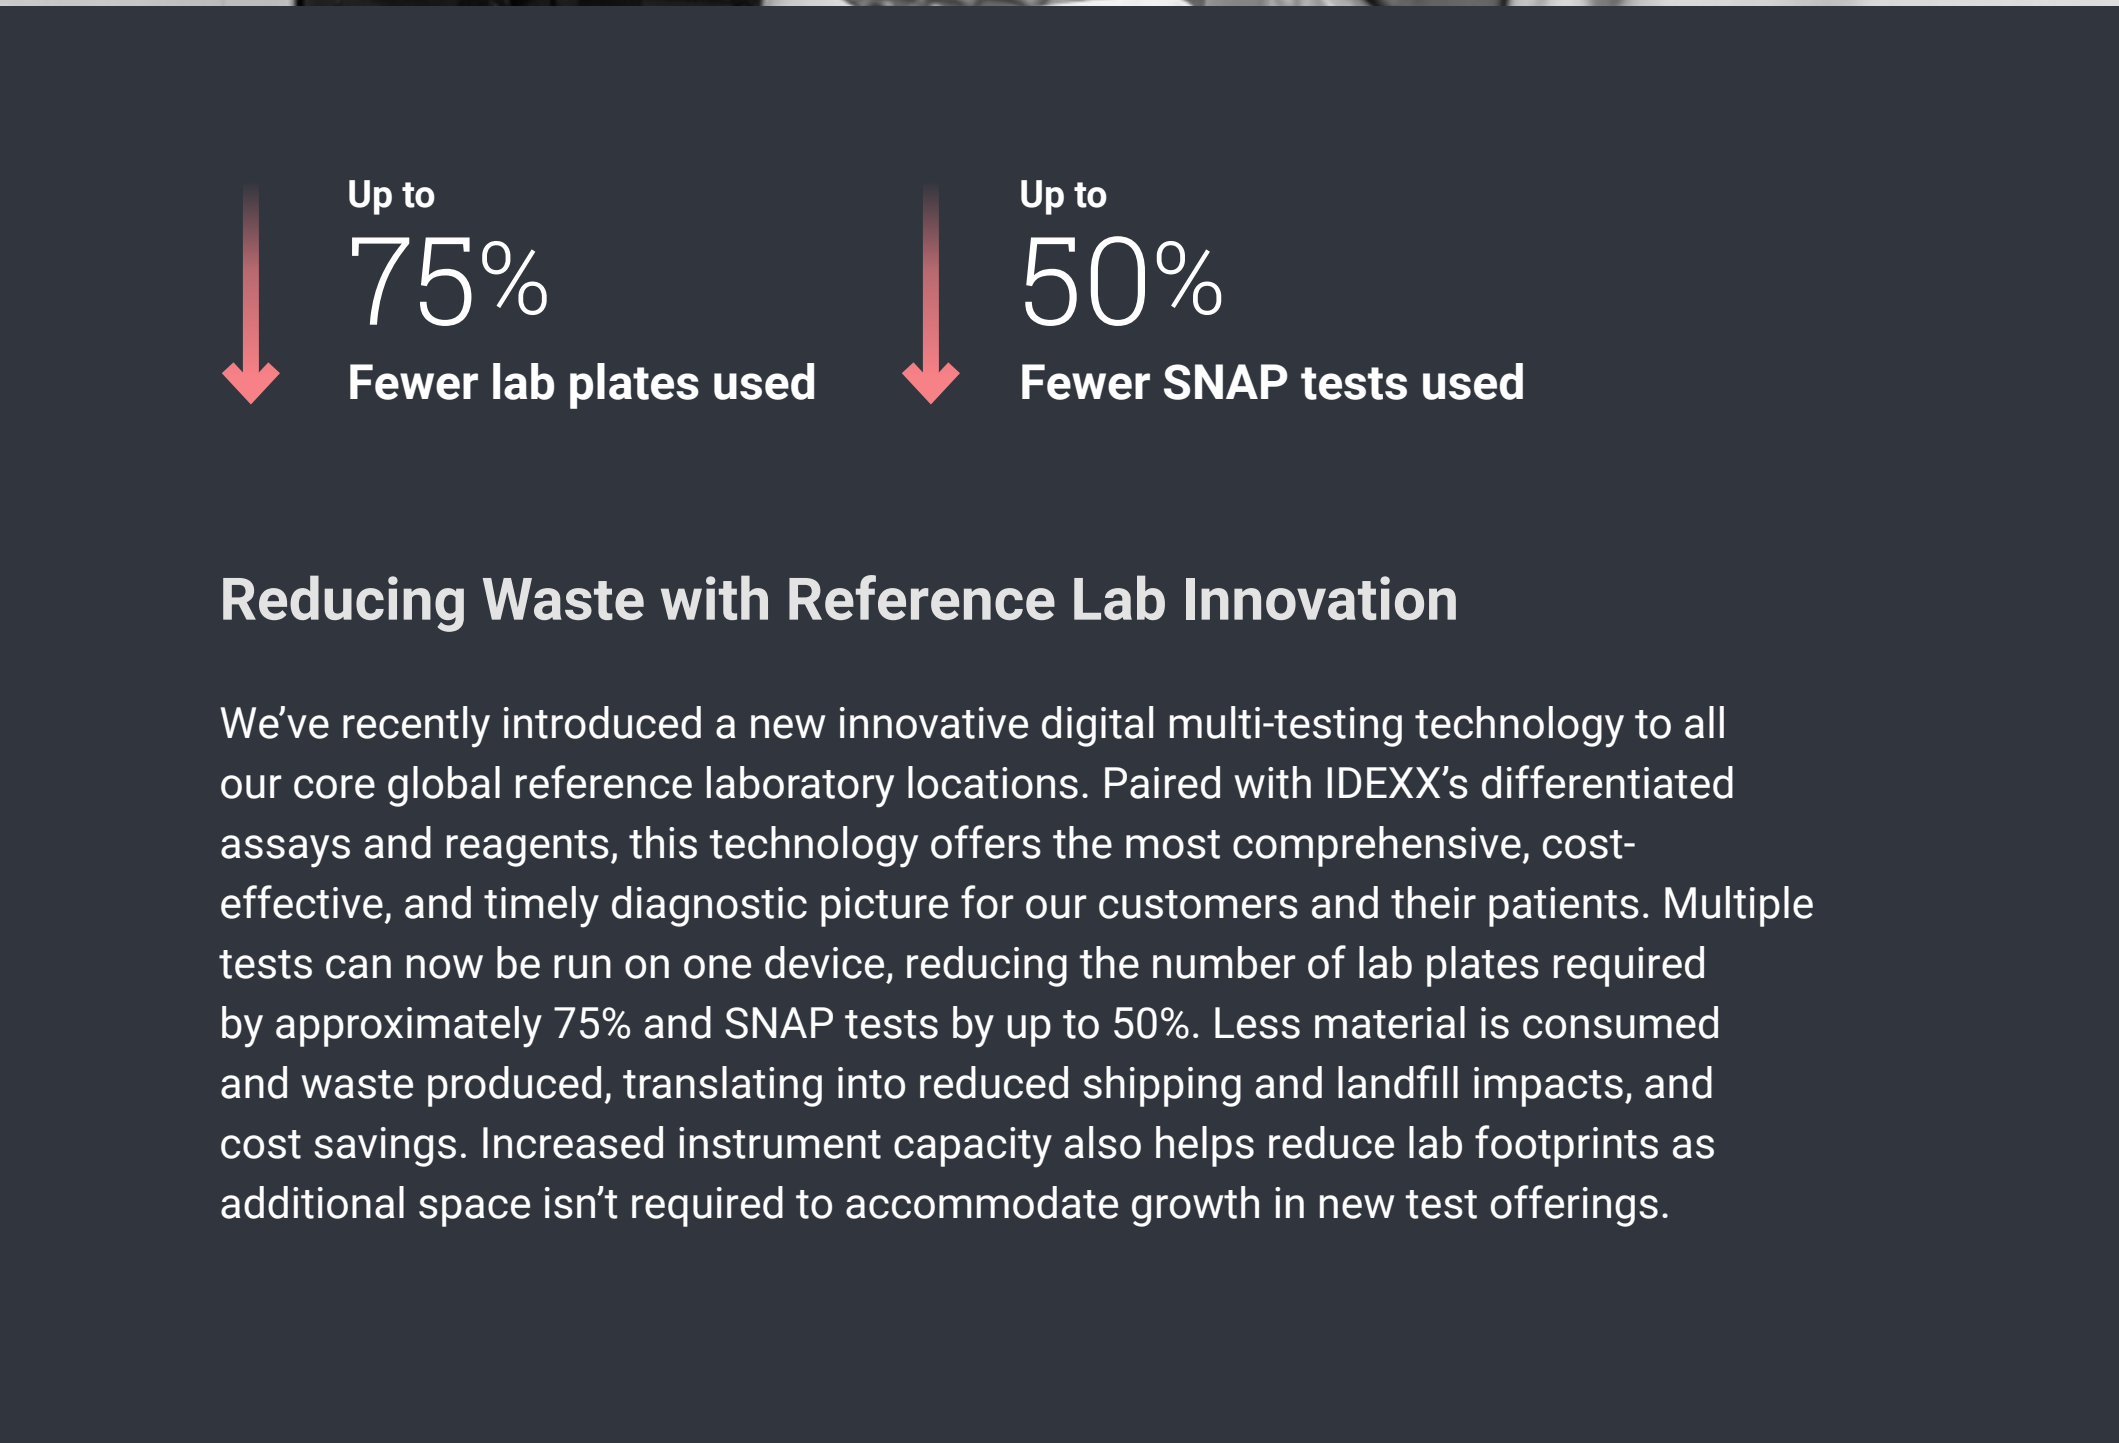 Up to
75%
Fewer lab plates used
Up to
50%
Fewer SNAP tests used
Reducing Waste with Reference Lab Innovation
We’ve recently introduced a new innovative digital multi-testing technology to all
our core global reference laboratory locations. Paired with IDEXX’s differentiated
assays and reagents, this technology offers the most comprehensive, cost-
effective, and timely diagnostic picture for our customers and their patients. Multiple
tests can now be run on one device, reducing the number of lab plates required
by approximately 75% and SNAP tests by up to 50%. Less material is consumed
and waste produced, translating into reduced shipping and landfill impacts, and
cost savings. Increased instrument capacity also helps reduce lab footprints as
additional space isn’t required to accommodate growth in new test offerings.